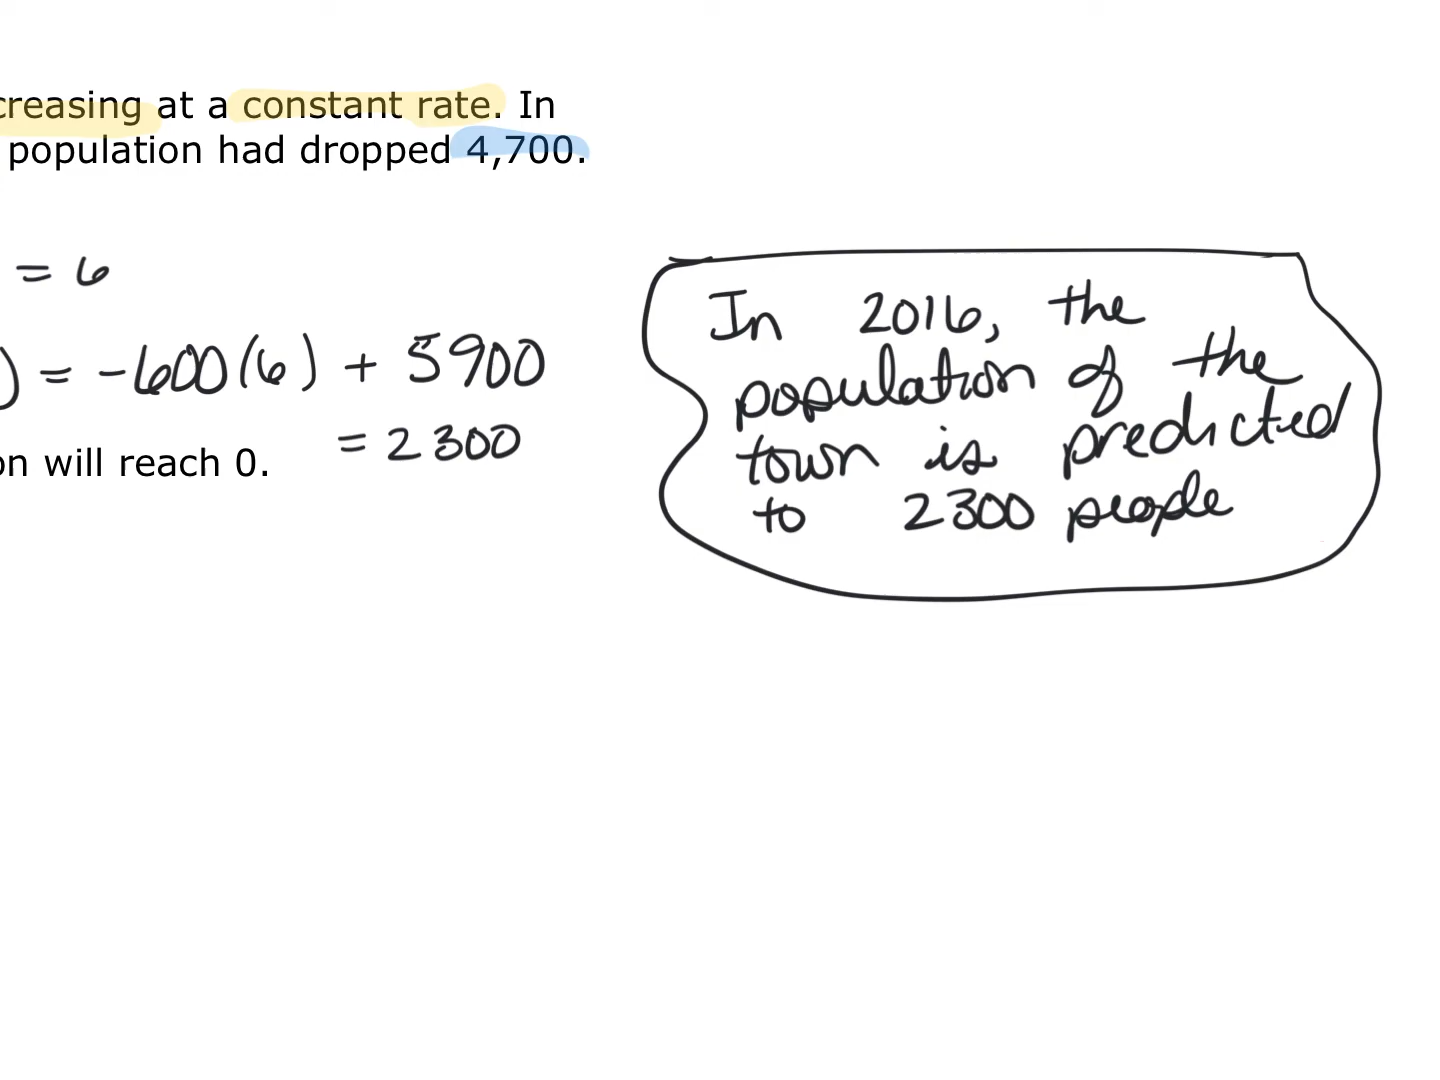 creasing at a constant rate. In
population had dropped 4,700.
= 6
) = -600(6) + 5900
= 2300
on will reach 0.
In 2016, the
population of the
town is predicted
to 2300 people